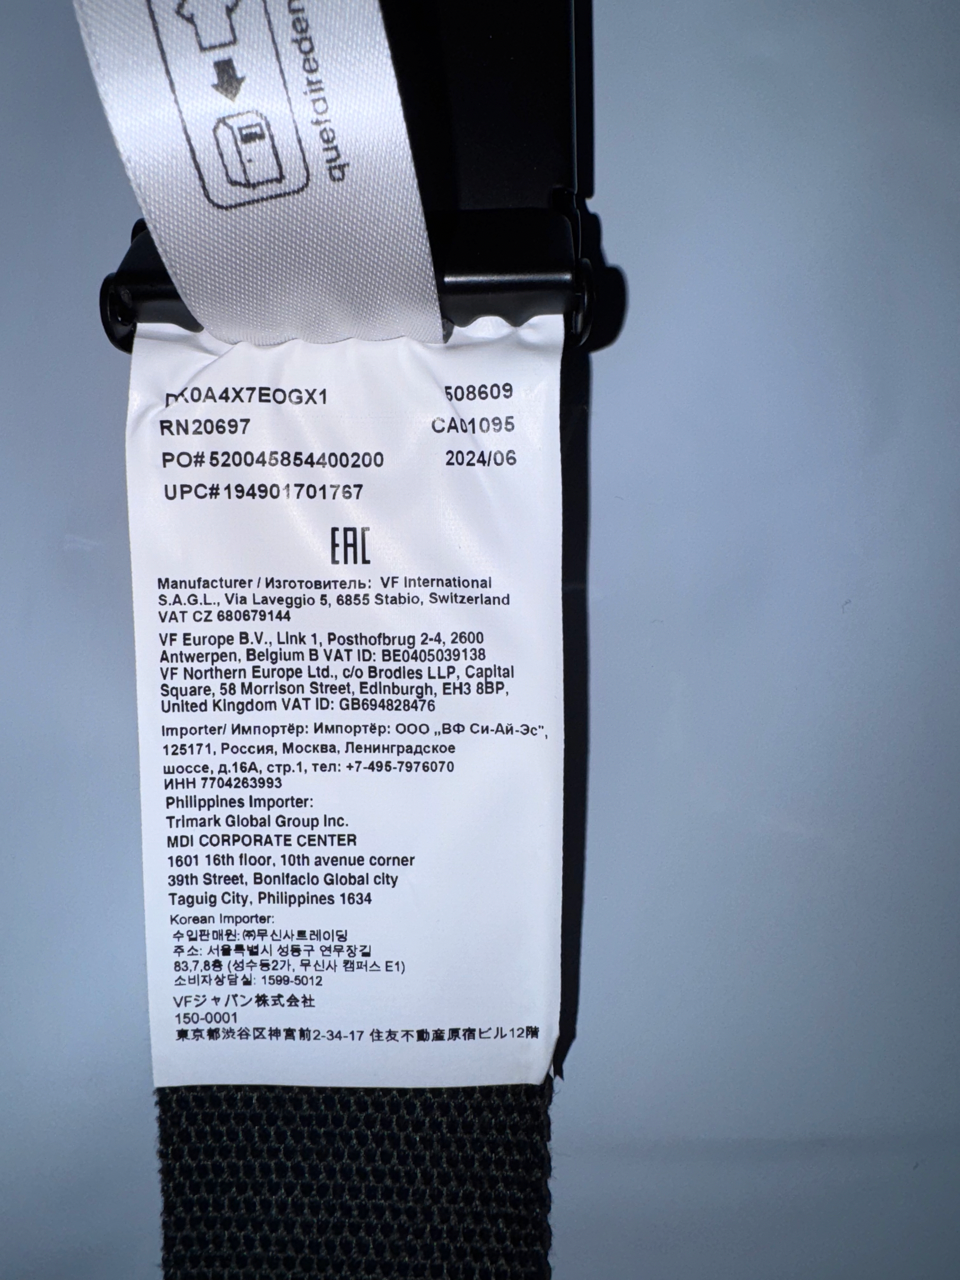 quefaireden
RN20697
CA01095
PO# 520045854400200
2024/06
UPC#194901701767
EAC
Manufacturer / Изготовитель: VF International
S.A.G.L., Via Laveggio 5, 6855 Stabio, Switzerland
VAT CZ 680679144
VF Europe B.V., Link 1, Posthofbrug 2-4, 2600
Antwerpen, Belgium B VAT ID: BE0405039138
VF Northern Europe Ltd., c/o Brodies LLP, Capital
Square, 58 Morrison Street, Edinburgh, EH3 8BP,
United Kingdom VAT ID: GB694828476
Importer/ Импортёр: Импортёр: ООО „ВФ Си-Ай-Эс",
125171, Россия, Москва, Ленинградское
шоссе, д.16А, стр.1, тел: +7-495-7976070
ИНН 7704263993
Philippines Importer:
Trimark Global Group Inc.
MDI CORPORATE CENTER
1601 16th floor, 10th avenue corner
39th Street, Bonifacio Global city
Taguig City, Philippines 1634
Korean Importer:
수입판매원: ㈜무신사트레이딩
주소: 서울특별시 성동구 연무장길
83,7,8층 (성수동2가, 무신사 캠퍼스 E1)
소비자상담실: 1599-5012
VFジャパン株式会社
150-0001
東京都渋谷区神宮前2-34-17 住友不動産原宿ビル12階